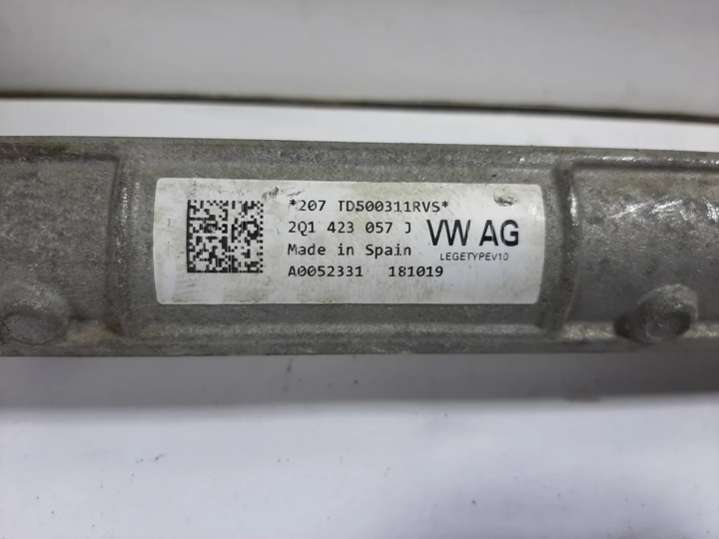 *207 TD500311RVS*
2Q1 423 057 J
Made in Spain
A0052331 181019
VW AG
LEGETYPEV10